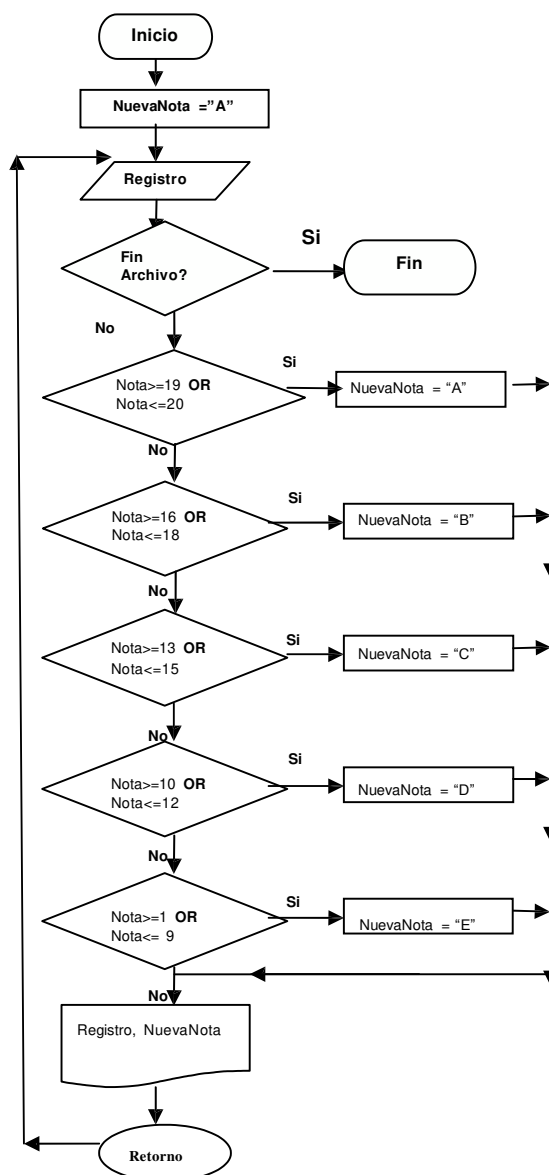 Inicio
NuevaNota ="A"
Registro
Si
Fin
Archivo?
Fin
No
Si
Nota>=19 OR
Nota<=20
NuevaNota = “A”
No
Si
Nota>=16 OR
Nota<=18
NuevaNota = “B”
No
Si
Nota>=13 OR
Nota<=15
NuevaNota = “C”
No
Si
Nota>=10 OR
Nota<=12
NuevaNota = “D”
No
Si
Nota>=1 OR
Nota<= 9
NuevaNota = “E”
No
Registro, NuevaNota
Retorno